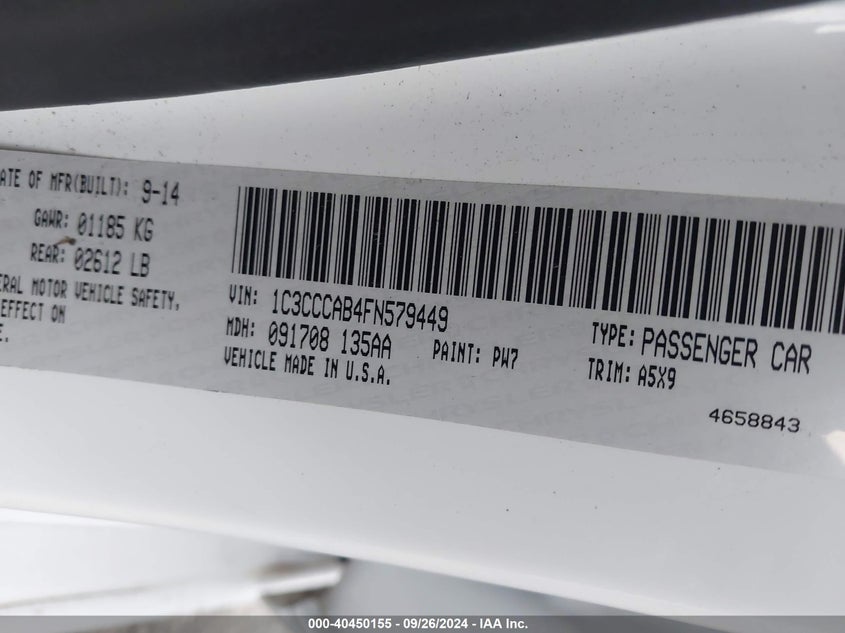 ATE OF MFR(BUILT): 9-14
GAWR: 01185 KG
REAR: 02612 LB
ERAL MOTOR VEHICLE SAFETY,
EFFECT ON
E.
VIN: 1C3CCCAB4FN579449
MDH: 091708 135AA
PAINT: PW7
VEHICLE MADE IN U.S.A.
TYPE: PASSENGER CAR
TRIM: A5X9
4658843
000-40450155 - 09/26/2024 - IAA Inc.